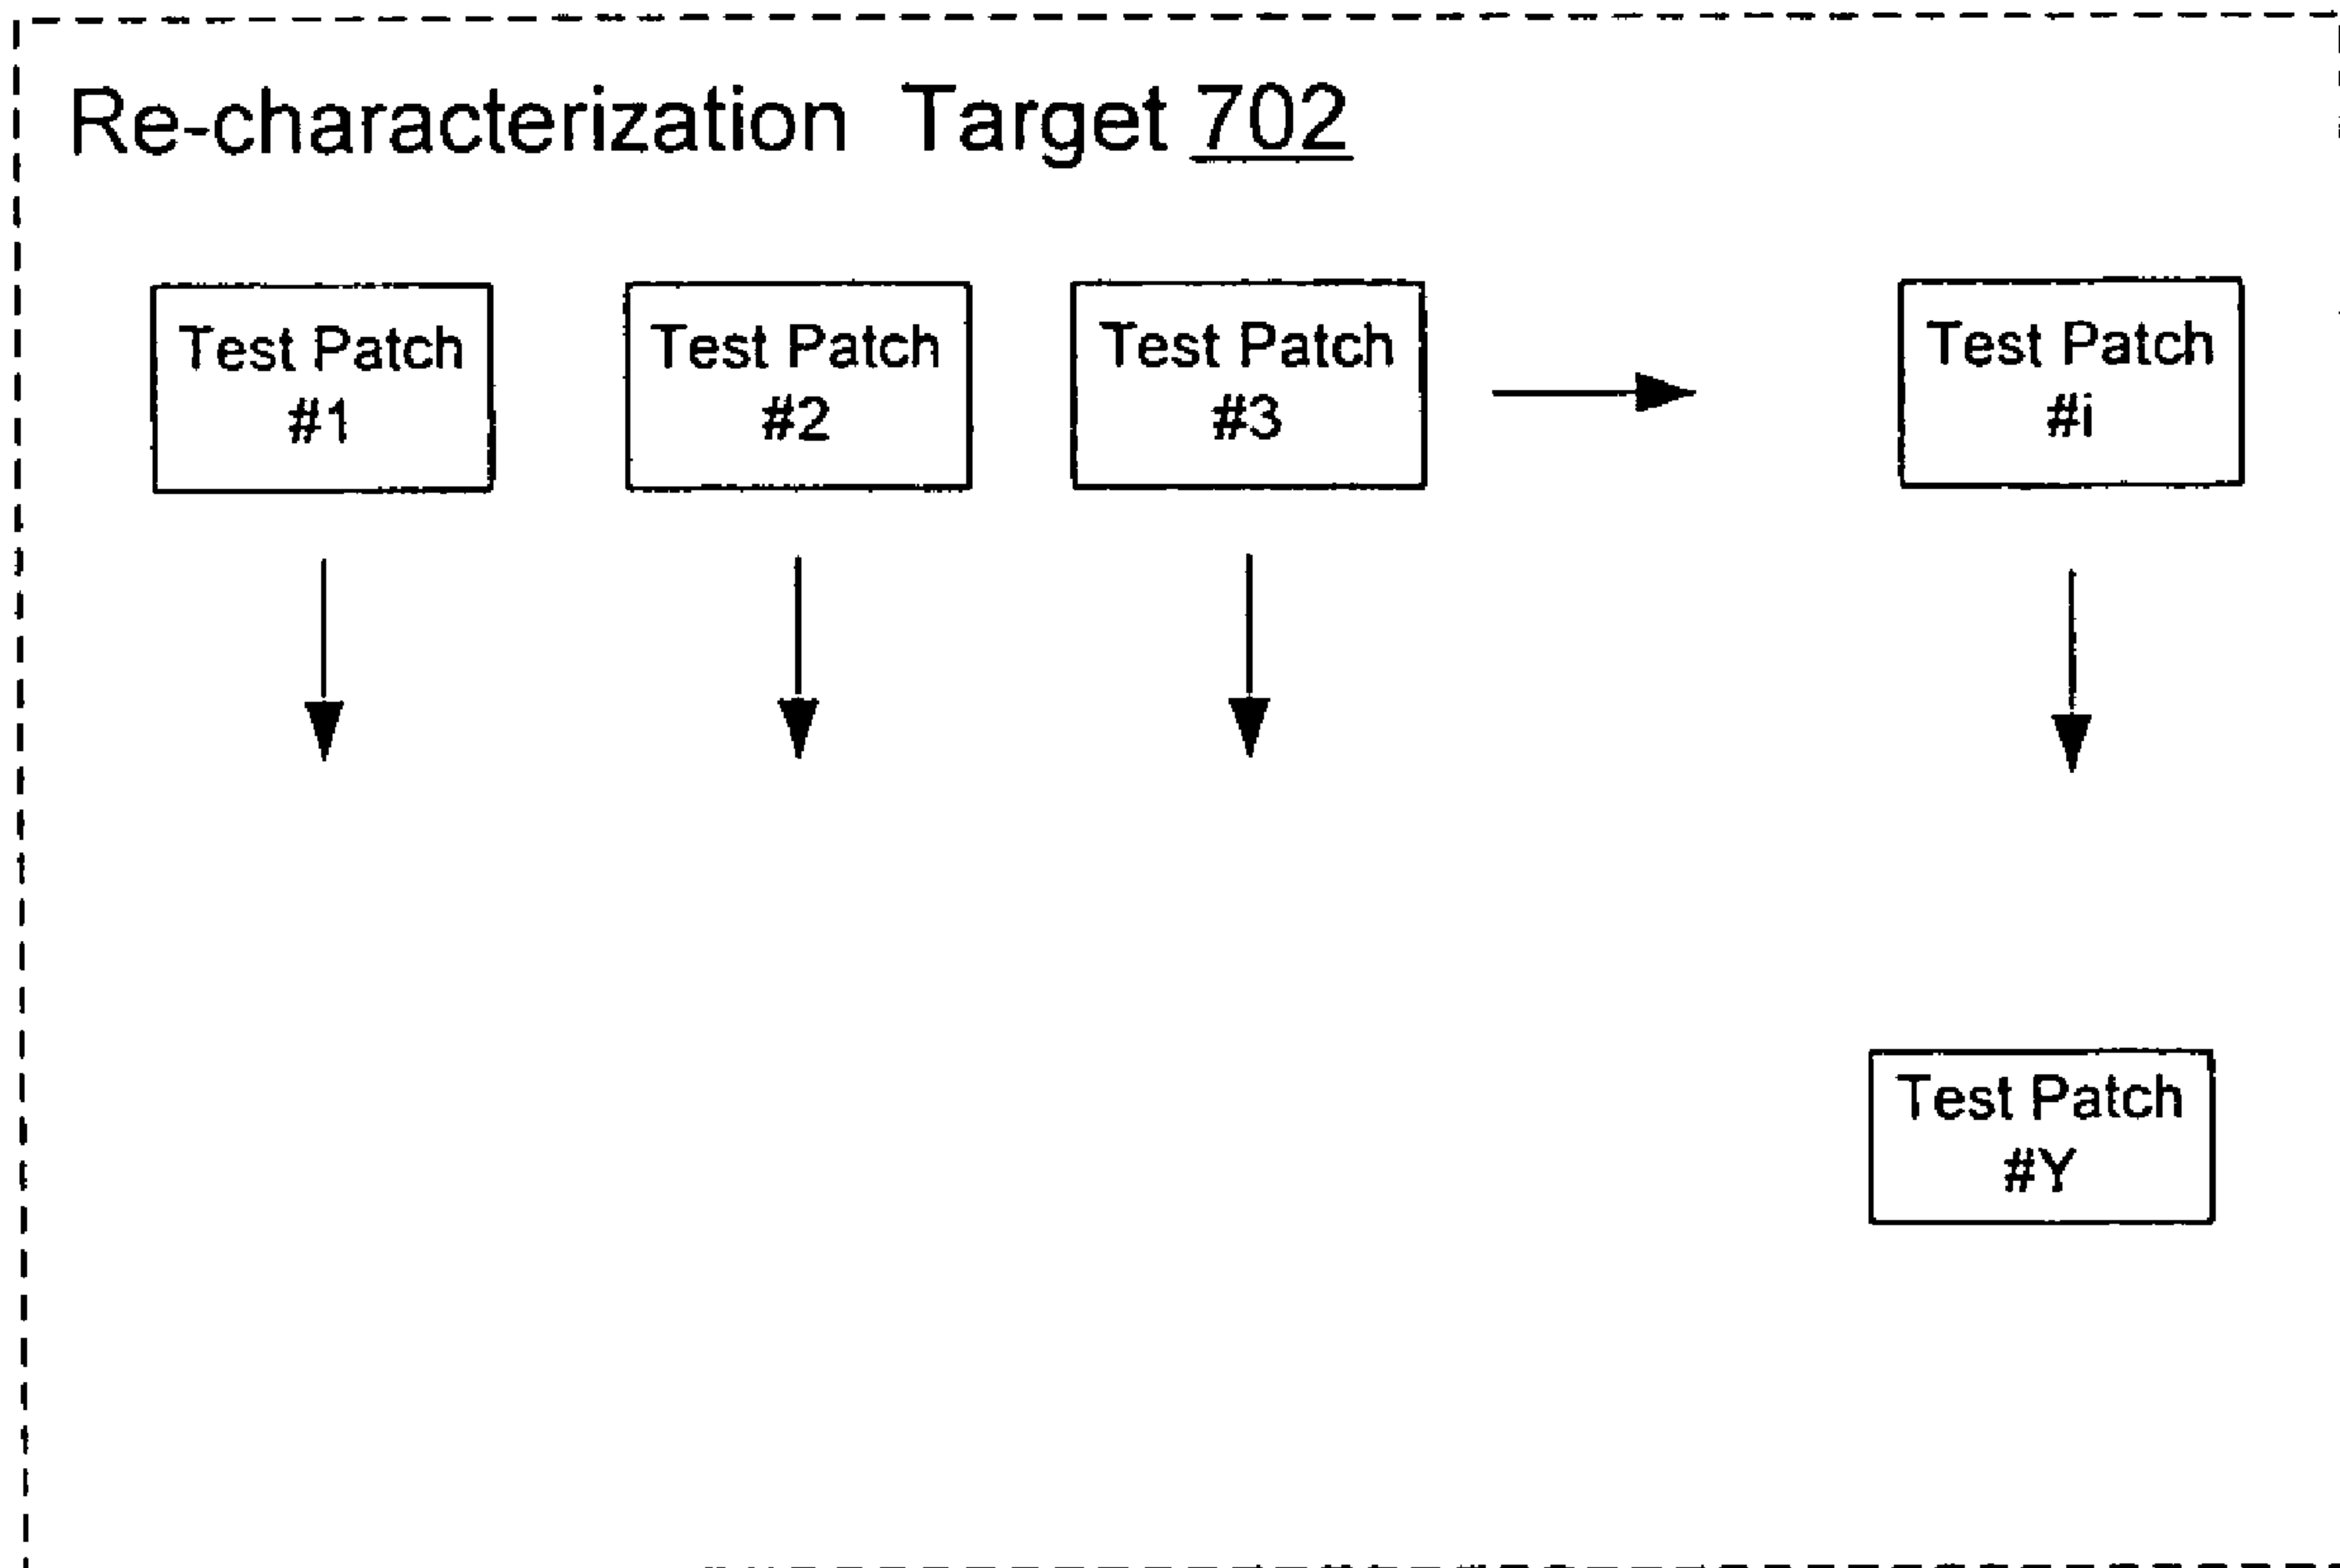 Re-characterization Target 702
Test Patch
#1
Test Patch
#2
Test Patch
#3
Test Patch
#i
Test Patch
#Y